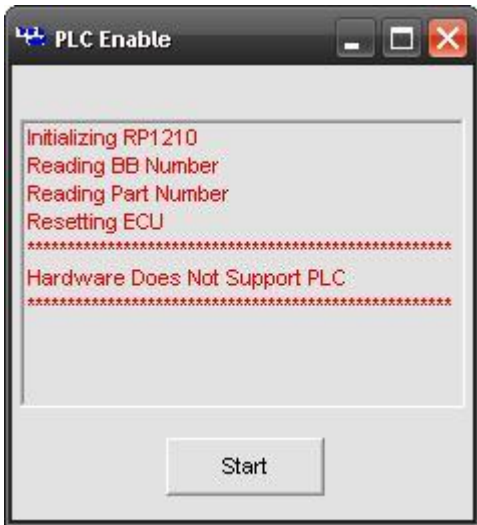 PLC Enable
Initializing RP1210
Reading BB Number
Reading Part Number
Resetting ECU
*****************************************************
Hardware Does Not Support PLC
*****************************************************
Start